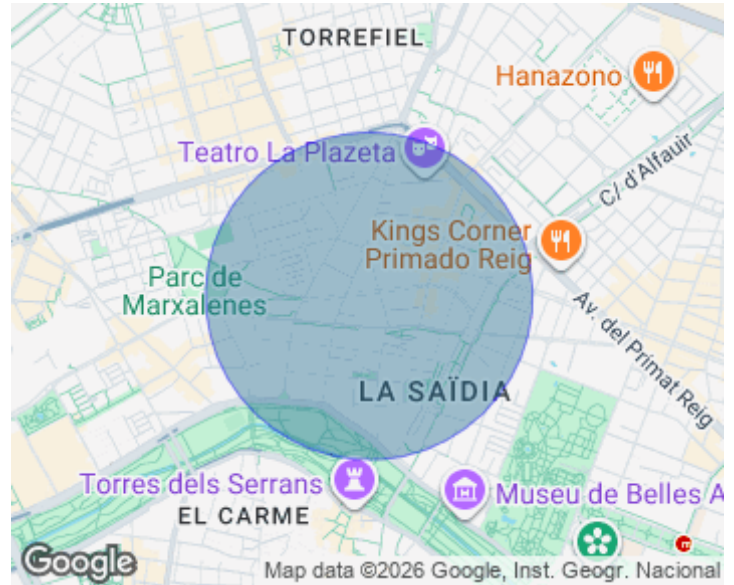 TORREFIEL
Hanazono
Teatro La Plazeta
C/ d'Alfauir
Kings Corner
Primado Reig
Parc de
Marxalenes
Av. del Primat Reig
LA SAÏDIA
Torres dels Serrans
Museu de Belles A
EL CARME
m
Google
Map data ©2026 Google, Inst. Geogr. Nacional